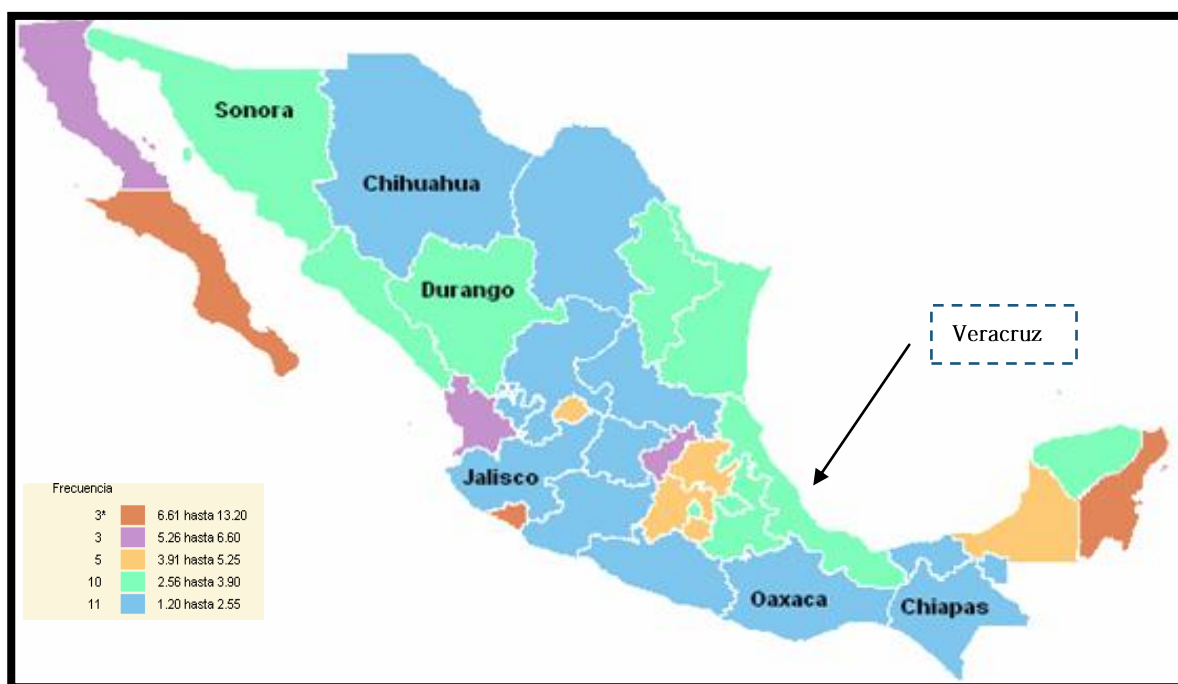 Sonora
Chihuahua
Durango
Veracruz
Jalisco
Frecuencia
3* 6.61 hasta 13.20
3 5.26 hasta 6.60
5 3.91 hasta 5.25
10 2.56 hasta 3.90
11 1.20 hasta 2.55
Oaxaca
Chiapas